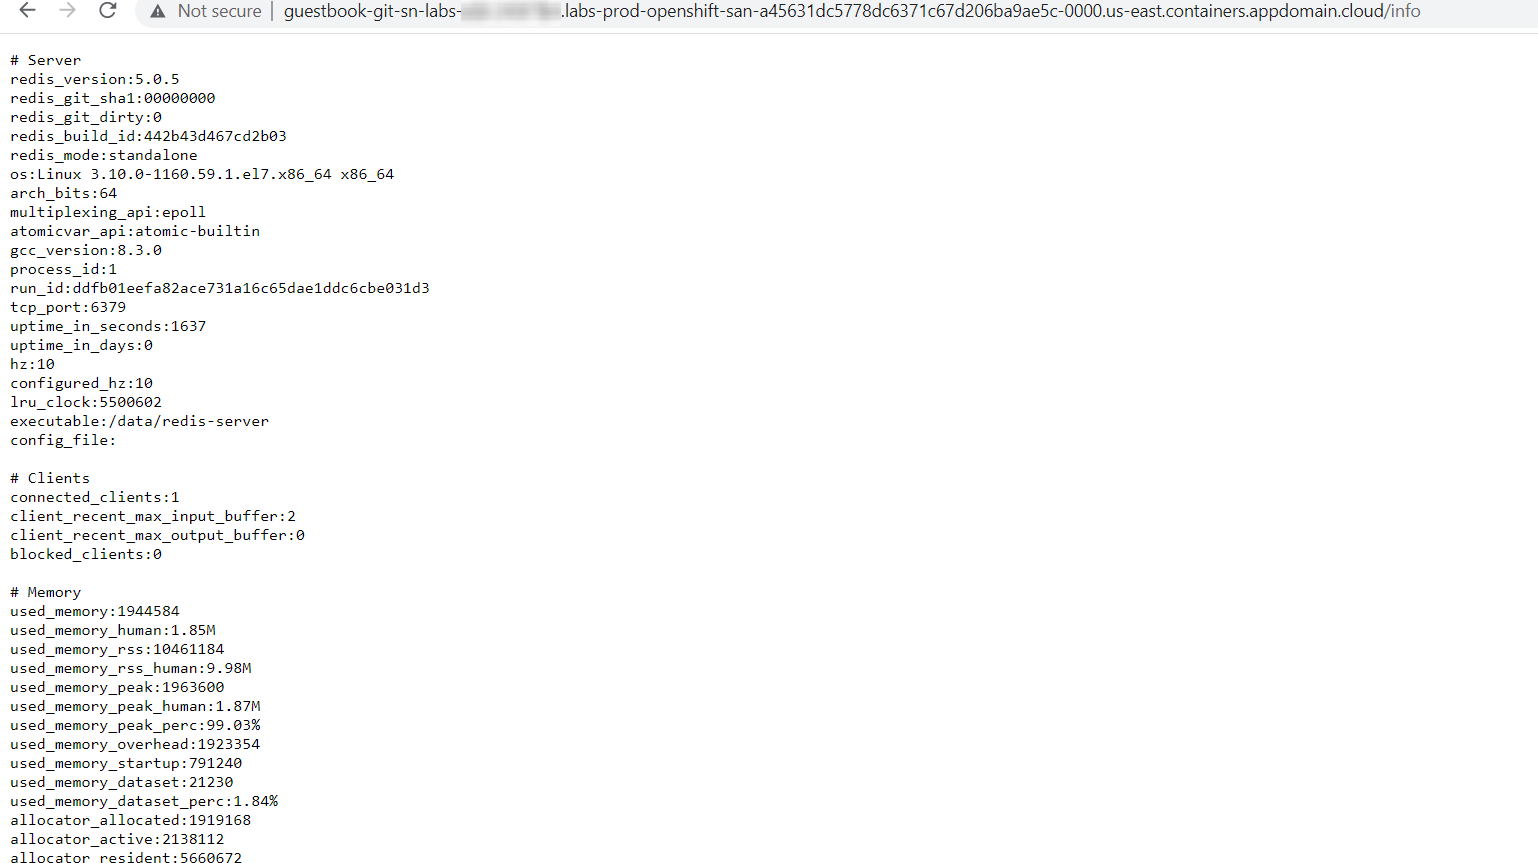 Not secure | guestbook-git-sn-labs- .labs-prod-openshift-san-a45631dc5778dc6371c67d206ba9ae5c-0000.us-east.containers.appdomain.cloud/info
# Server
redis_version:5.0.5
redis_git_sha1:00000000
redis_git_dirty:0
redis_build_id:442b43d467cd2b03
redis_mode:standalone
os:Linux 3.10.0-1160.59.1.el7.x86_64 x86_64
arch_bits:64
multiplexing_api:epoll
atomicvar_api:atomic-builtin
gcc_version:8.3.0
process_id:1
run_id:ddfb01eefa82ace731a16c65dae1ddc6cbe031d3
tcp_port:6379
uptime_in_seconds:1637
uptime_in_days:0
hz:10
configured_hz:10
lru_clock:5500602
executable:/data/redis-server
config_file:
# Clients
connected_clients:1
client_recent_max_input_buffer:2
client_recent_max_output_buffer:0
blocked_clients:0
# Memory
used_memory:1944584
used_memory_human:1.85M
used_memory_rss:10461184
used_memory_rss_human:9.98M
used_memory_peak:1963600
used_memory_peak_human:1.87M
used_memory_peak_perc:99.03%
used_memory_overhead:1923354
used_memory_startup:791240
used_memory_dataset:21230
used_memory_dataset_perc:1.84%
allocator_allocated:1919168
allocator_active:2138112
allocator_resident:5660672